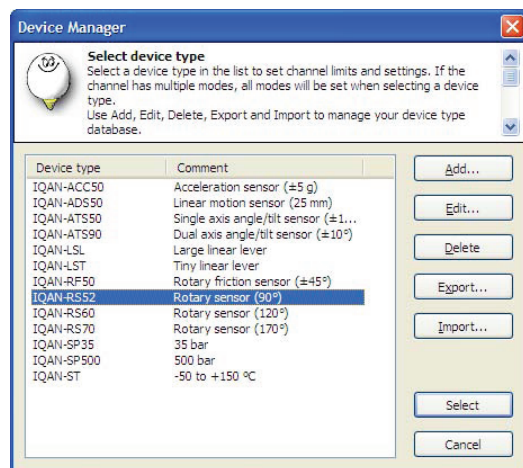 Device Manager
Select device type
Select a device type in the list to set channel limits and settings. If the
channel has multiple modes, all modes will be set when selecting a device
type.
Use Add, Edit, Delete, Export and Import to manage your device type
database.
Device type Comment
IQAN-ACC50 Acceleration sensor (±5 g)
IQAN-ADS50 Linear motion sensor (25 mm)
IQAN-ATS50 Single axis angle/tilt sensor (±1...
IQAN-ATS90 Dual axis angle/tilt sensor (±10°)
IQAN-LSL Large linear lever
IQAN-LST Tiny linear lever
IQAN-RF50 Rotary friction sensor (±45°)
IQAN-RS52 Rotary sensor (90°)
IQAN-RS60 Rotary sensor (120°)
IQAN-RS70 Rotary sensor (170°)
IQAN-SP35 35 bar
IQAN-SP500 500 bar
IQAN-ST -50 to +150 ºC
Add...
Edit...
Delete
Export...
Import...
Select
Cancel